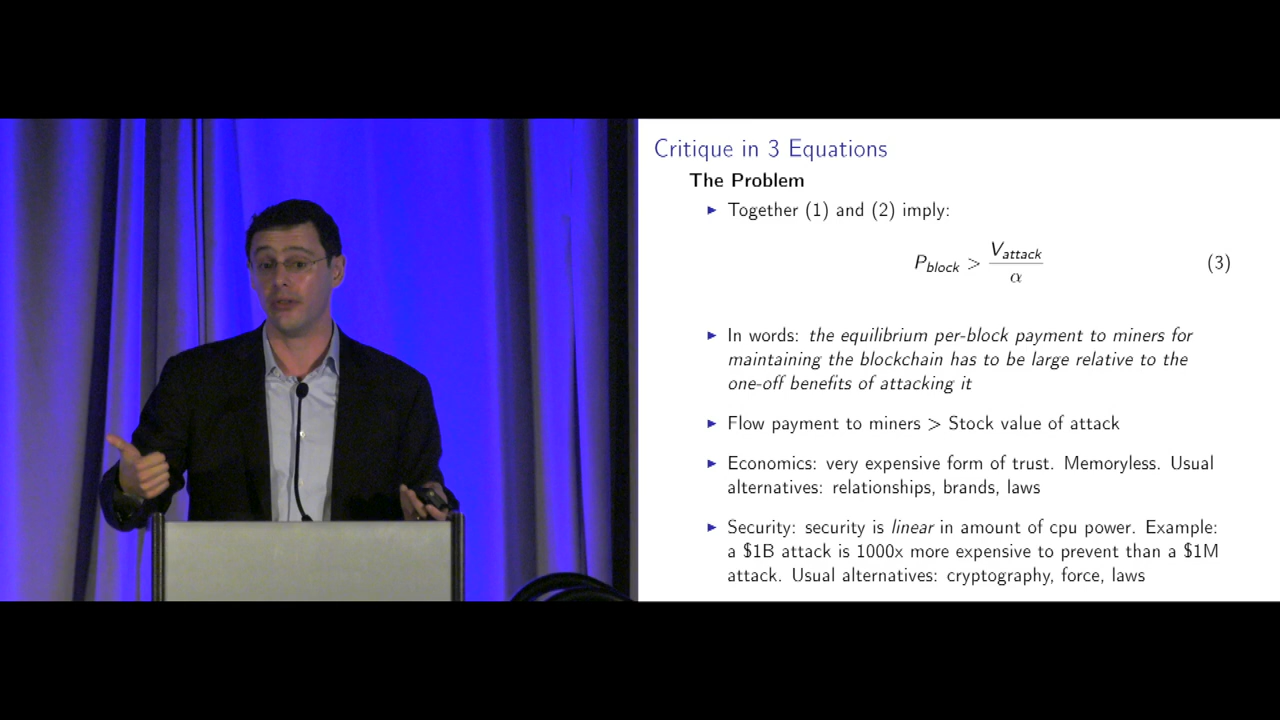 Critique in 3 Equations
The Problem
▶ Together (1) and (2) imply:
P_block > V_attack / α (3)
▶ In words: the equilibrium per-block payment to miners for
maintaining the blockchain has to be large relative to the
one-off benefits of attacking it
▶ Flow payment to miners > Stock value of attack
▶ Economics: very expensive form of trust. Memoryless. Usual
alternatives: relationships, brands, laws
▶ Security: security is linear in amount of cpu power. Example:
a $1B attack is 1000x more expensive to prevent than a $1M
attack. Usual alternatives: cryptography, force, laws